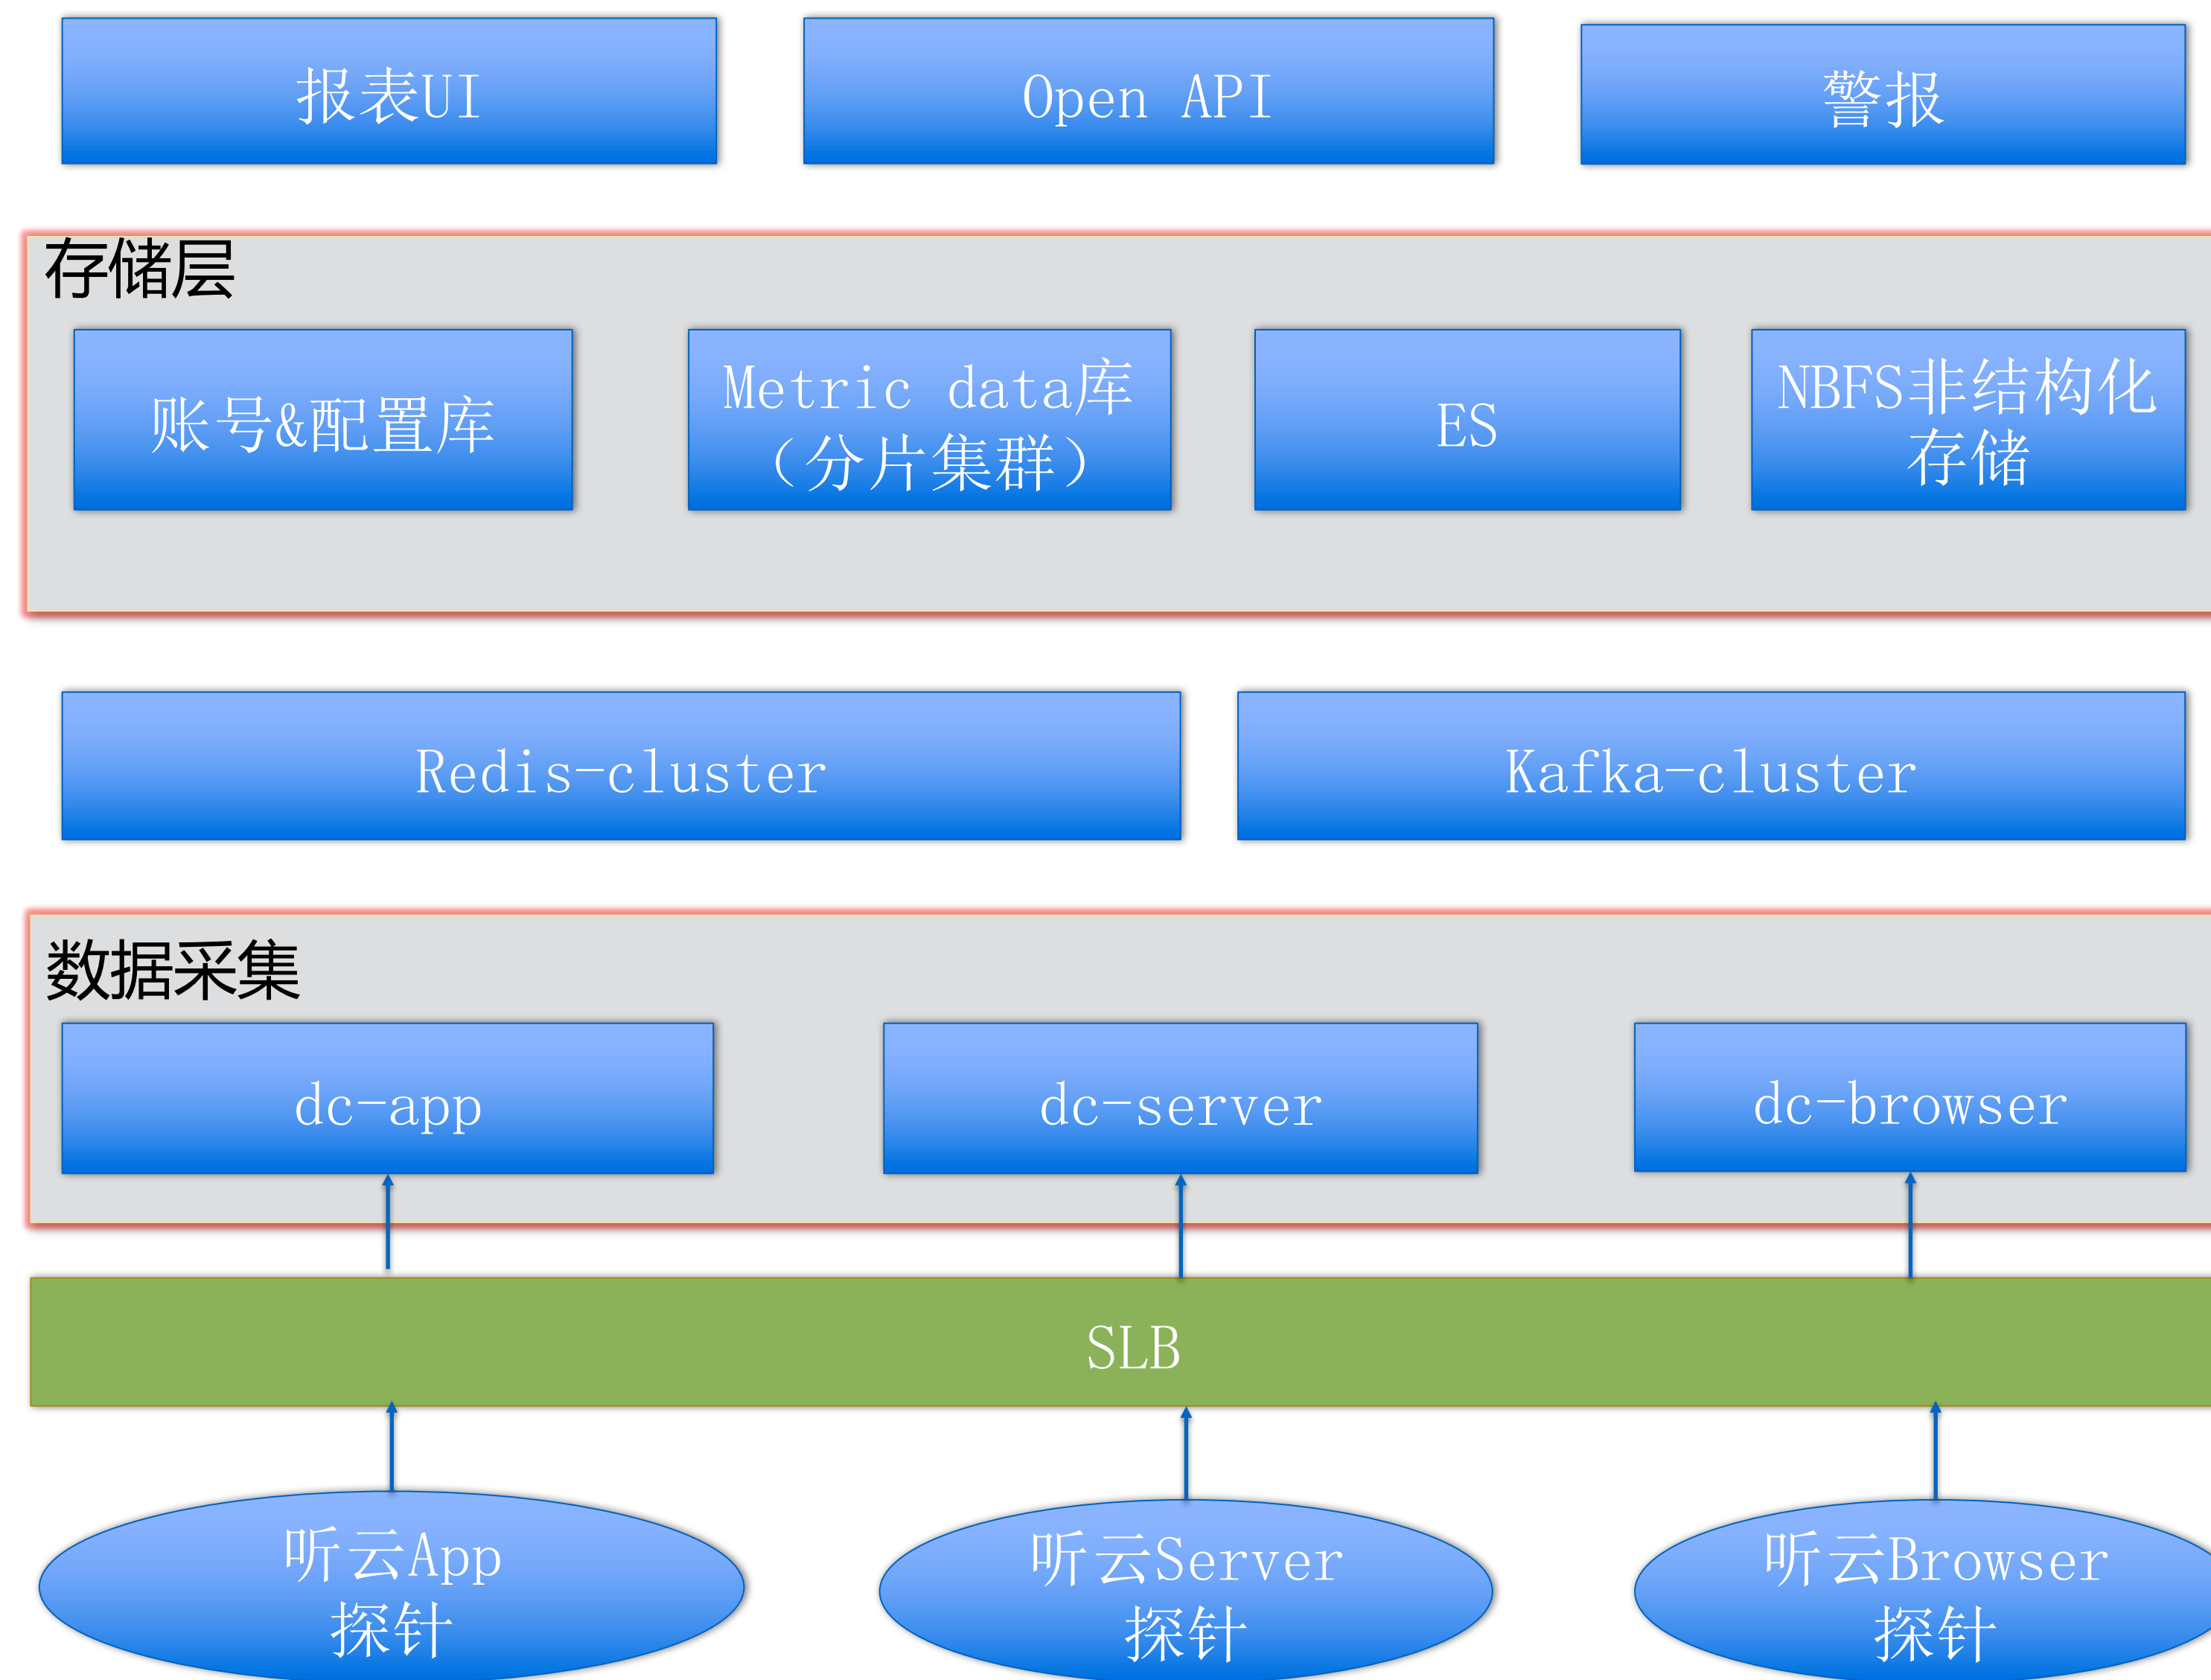 报表UI
Open API
警报
存储层
账号&配置库
Metric data库
（分片集群）
ES
NBFS非结构化
存储
Redis-cluster
Kafka-cluster
数据采集
dc-app
dc-server
dc-browser
SLB
听云App
探针
听云Server
探针
听云Browser
探针